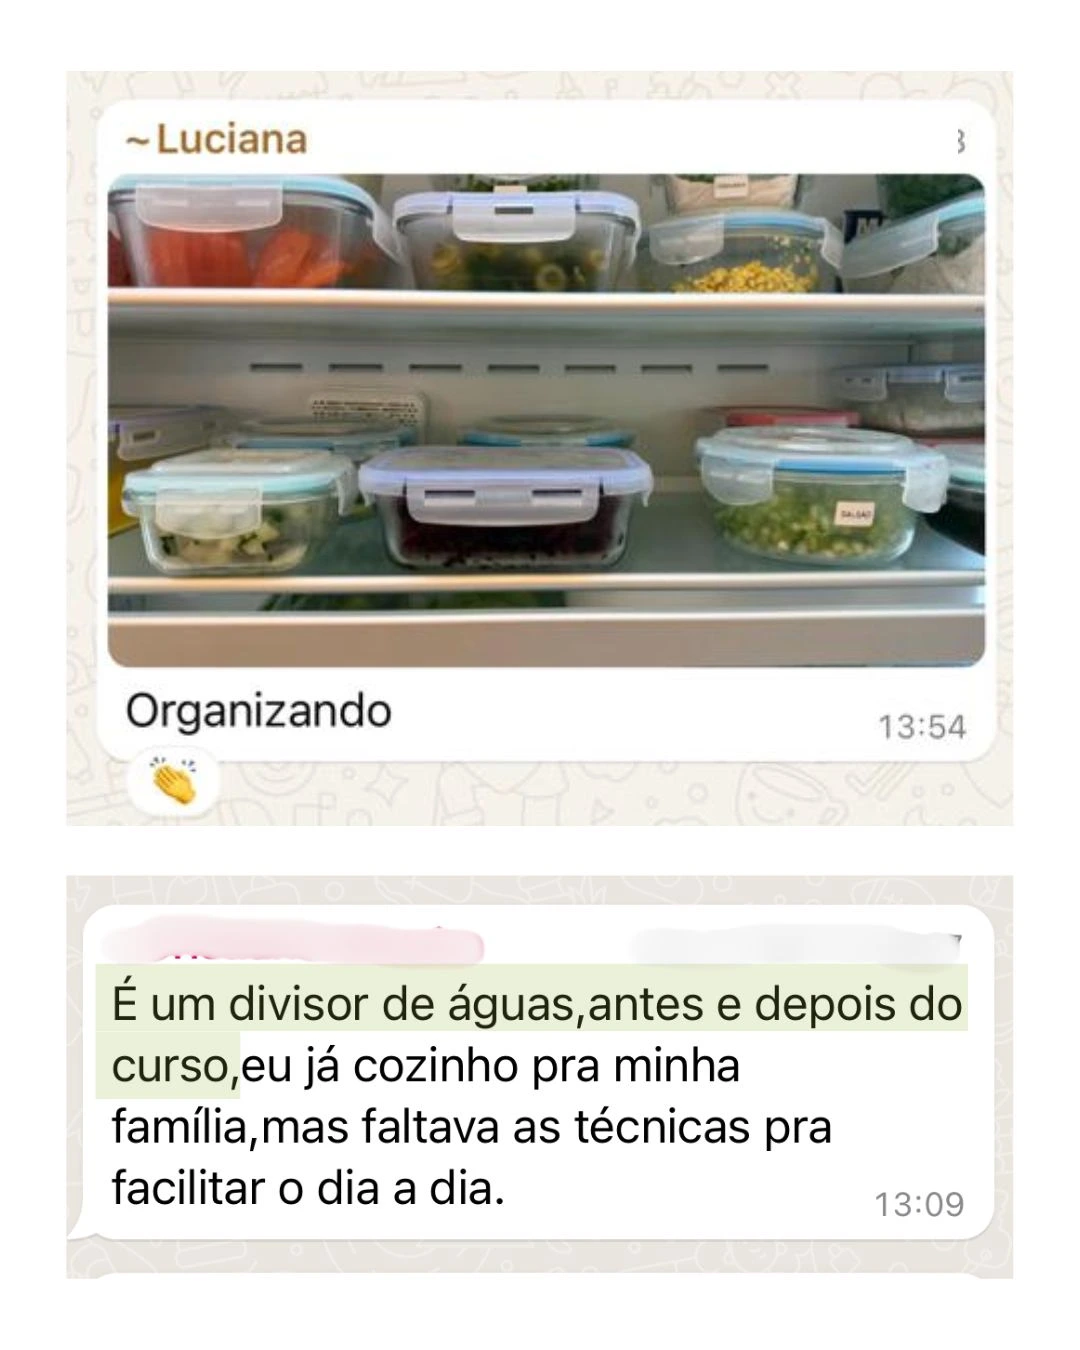 ~Luciana
Organizando
13:54
É um divisor de águas,antes e depois do
curso,eu já cozinho pra minha
família,mas faltava as técnicas pra
facilitar o dia a dia.
13:09